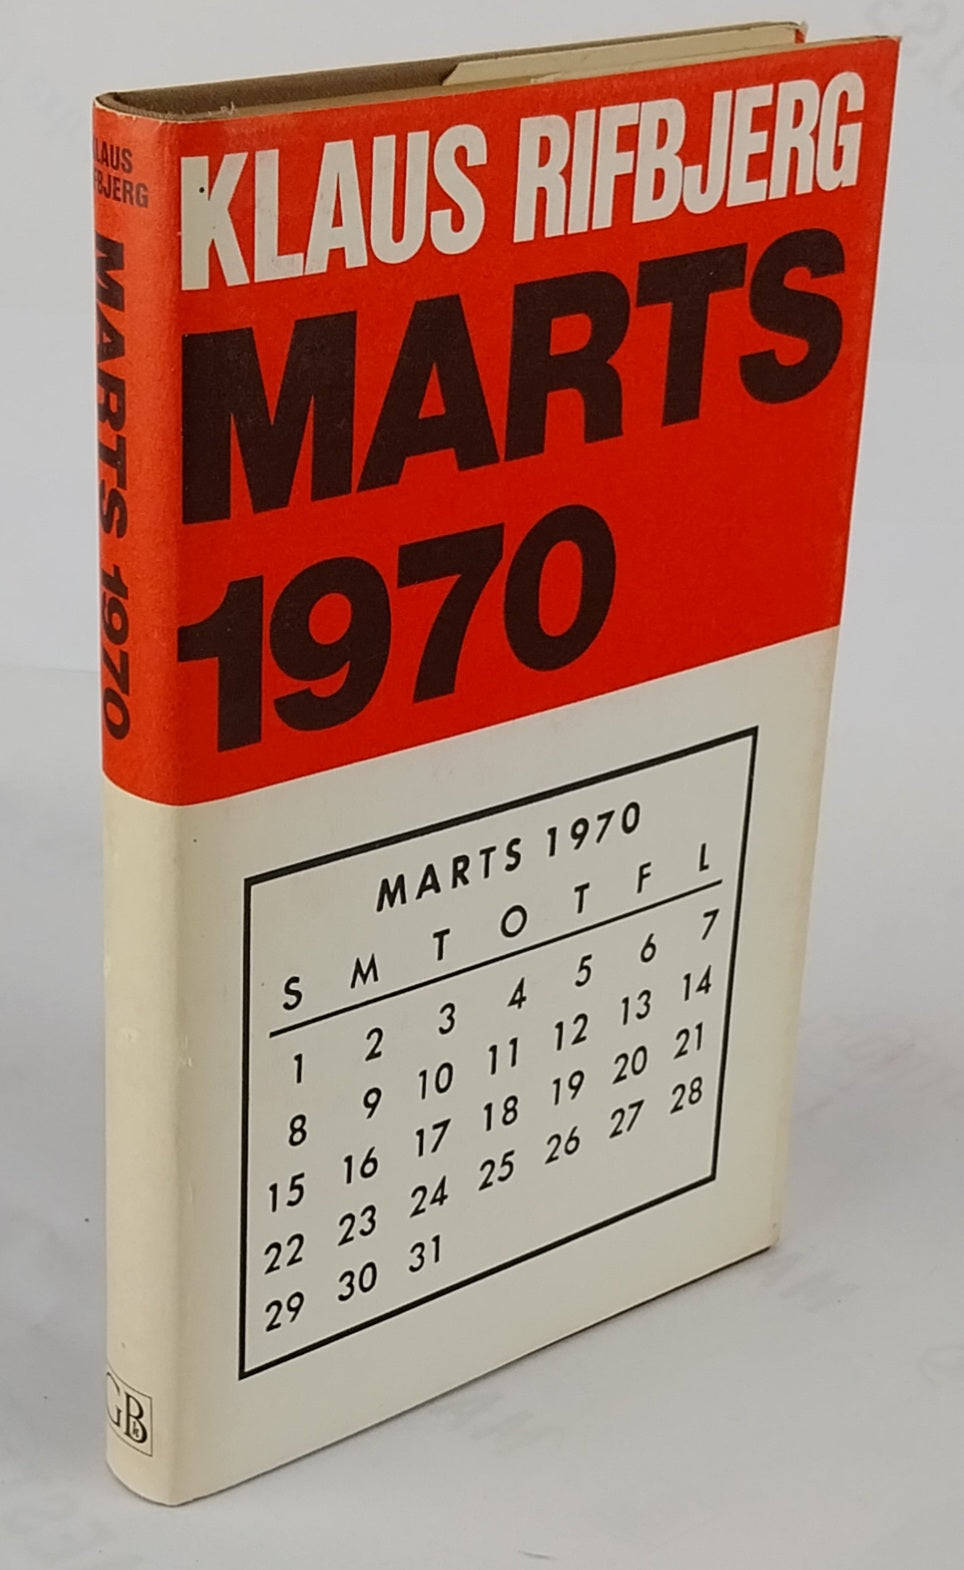 KLAUS RIFBJERG
MARTS
1970
MARTS 1970
S M T O T F L
1 2 3 4 5 6 7
8 9 10 11 12 13 14
15 16 17 18 19 20 21
22 23 24 25 26 27 28
29 30 31
KLAUS
RIFBJERG
MARTS 1970
GB